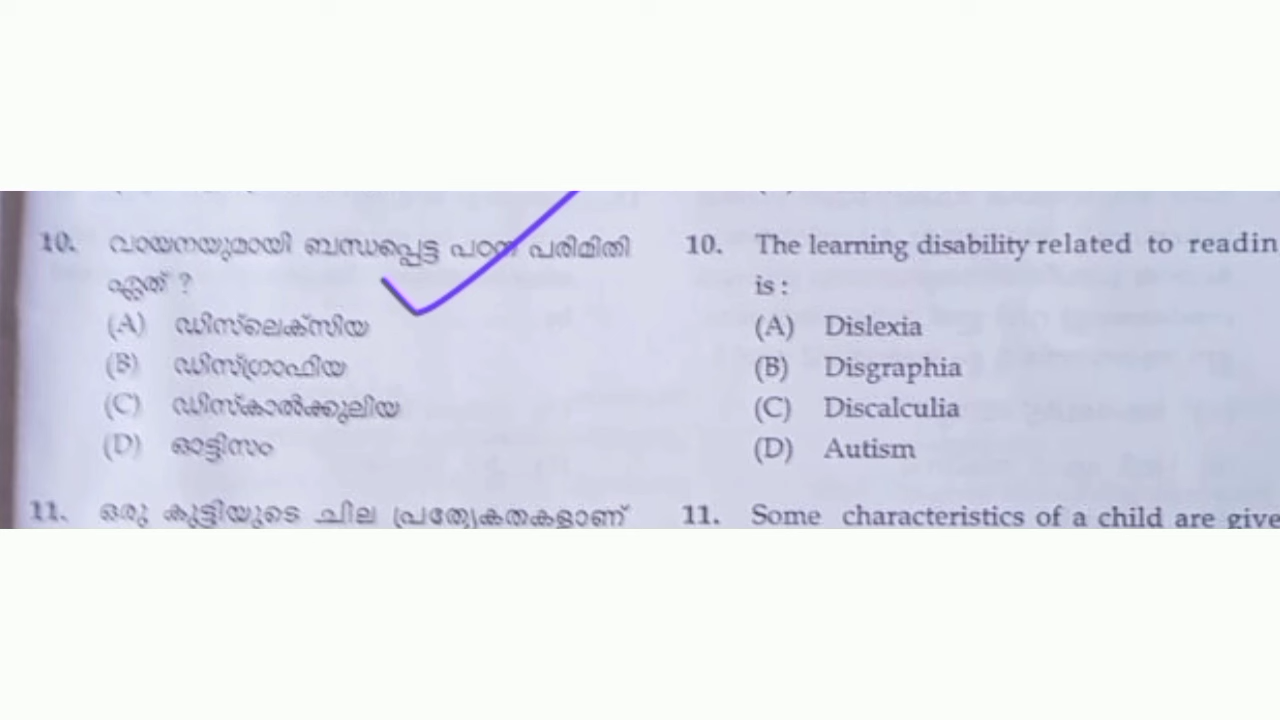 10. വായനയുമായി ബന്ധപ്പെട്ട പഠന പരിമിതി
ഏത് ?
(A) ഡിസ്ലെക്സിയ
(B) ഡിസ്ഗ്രാഫിയ
(C) ഡിസ്കാൽക്കുലിയ
(D) ഓട്ടിസം
11. ഒരു കുട്ടിയുടെ ചില പ്രത്യേകതകളാണ്
10. The learning disability related to readin
is :
(A) Dislexia
(B) Disgraphia
(C) Discalculia
(D) Autism
11. Some characteristics of a child are give